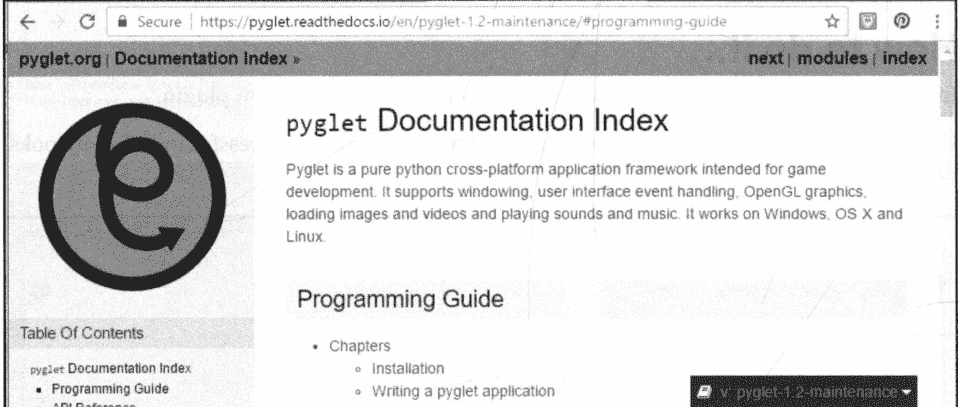 Secure | https://pyglet.readthedocs.io/en/pyglet-1.2-maintenance/#programming-guide
pyglet.org | Documentation Index »
next | modules | index
pyglet Documentation Index
Pyglet is a pure python cross-platform application framework intended for game
development. It supports windowing, user interface event handling, OpenGL graphics,
loading images and videos and playing sounds and music. It works on Windows, OS X and
Linux.
Programming Guide
• Chapters
◦ Installation
◦ Writing a pyglet application
Table Of Contents
pyglet Documentation Index
▪ Programming Guide
▪ API Reference
v: pyglet-1.2-maintenance